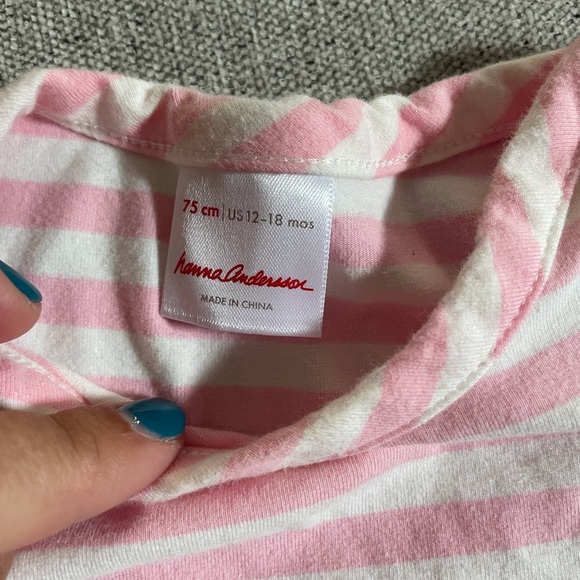 75 cm | US 12-18 mos
hanna andersson
MADE IN CHINA